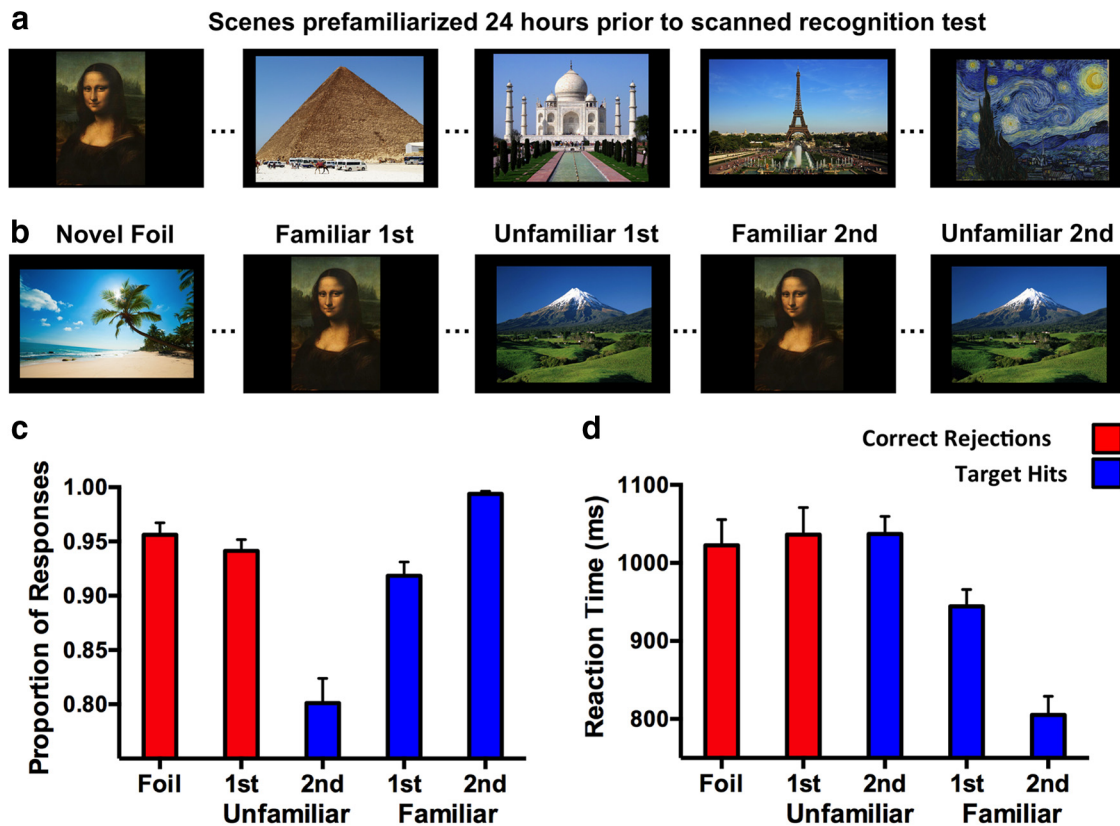 a
Scenes prefamiliarized 24 hours prior to scanned recognition test
... ... ... ...
b
Novel Foil Familiar 1st Unfamiliar 1st Familiar 2nd Unfamiliar 2nd
... ... ... ...
c
Proportion of Responses
1.00
0.95
0.90
0.85
0.80
Foil 1st 2nd 1st 2nd
Unfamiliar Familiar
d
Correct Rejections
Target Hits
Reaction Time (ms)
1100
1000
900
800
Foil 1st 2nd 1st 2nd
Unfamiliar Familiar